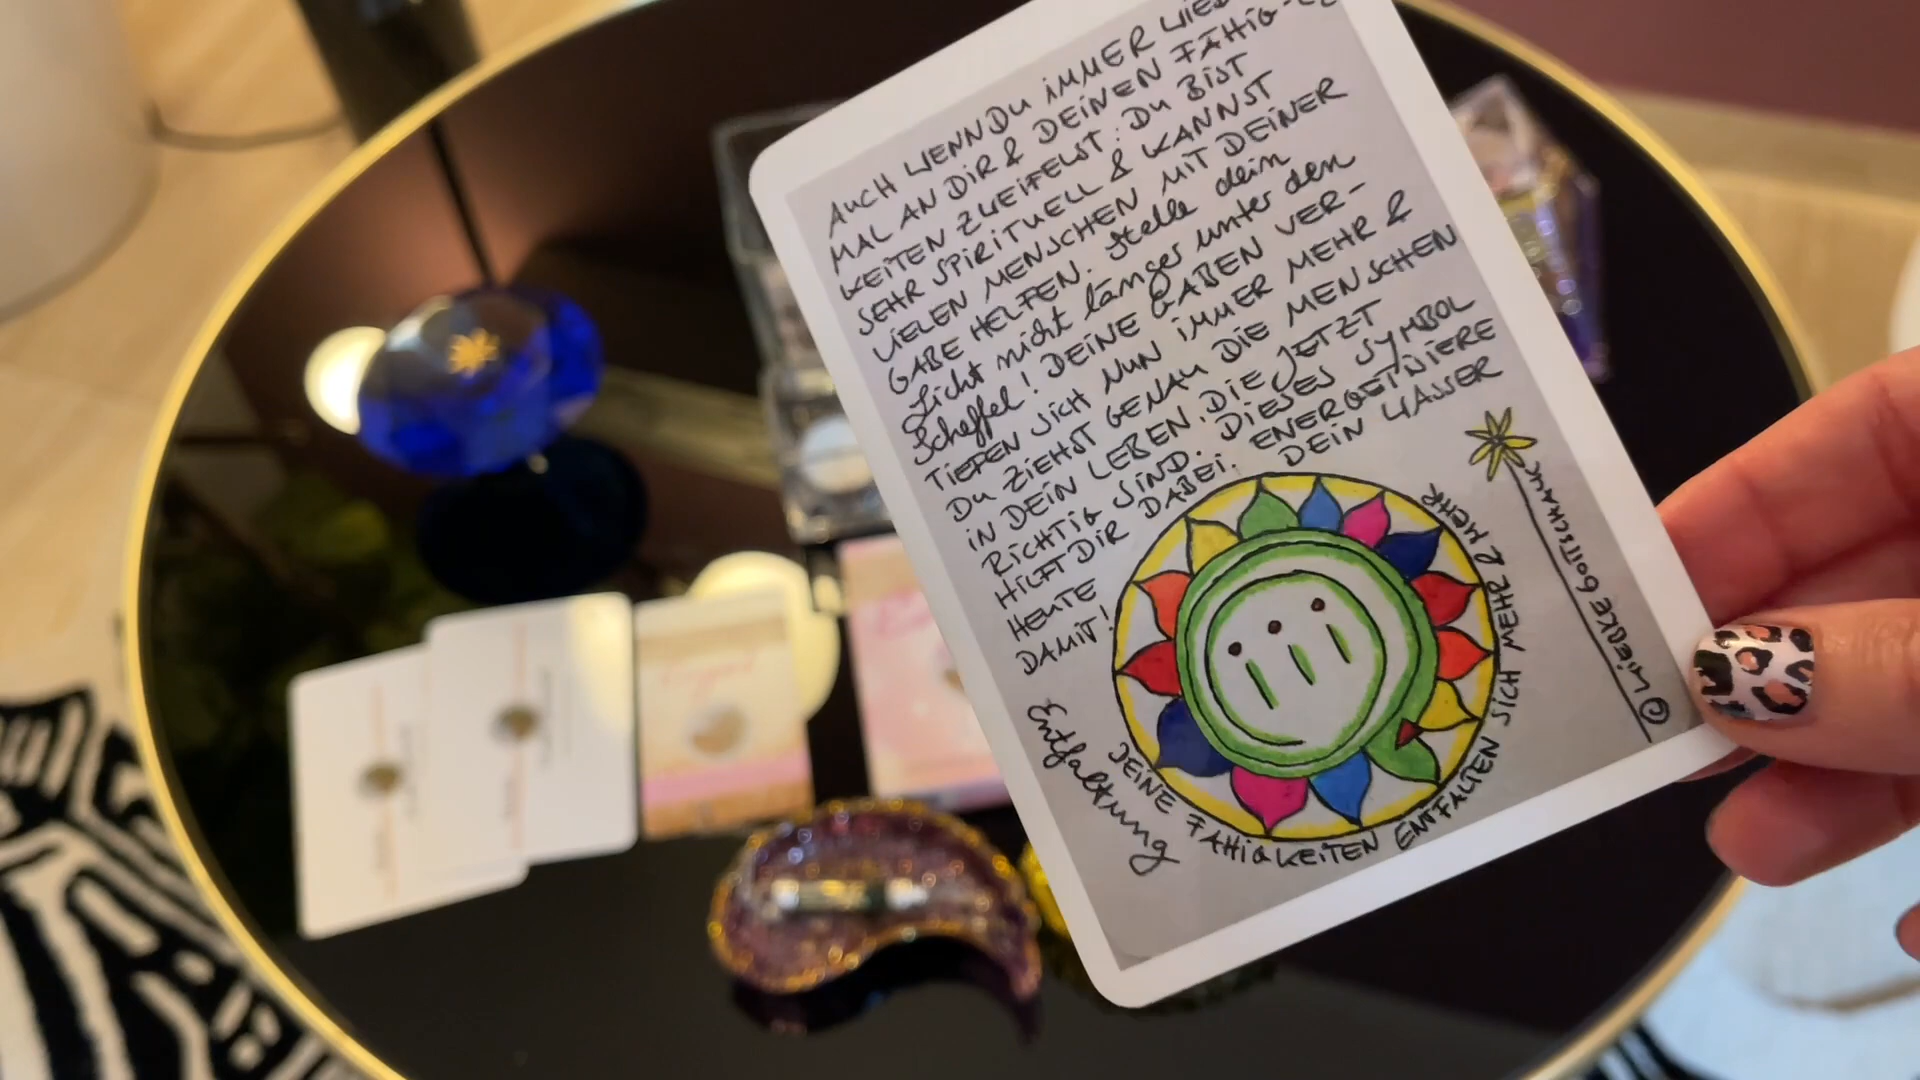 AUCH WENN DU IMMER WIED
MAL AN DIR & DEINEN FÄHIG-
KEITEN ZWEIFELST: DU BIST
SEHR SPIRITUELL & KANNST
VIELEN MENSCHEN MIT DEINER
GABE HELFEN. Stelle dein
Licht nicht länger unter den
Scheffel! DEINE GABEN VER-
TIEFEN SICH NUN IMMER MEHR &
DU ZIEHST GENAU DIE MENSCHEN
IN DEIN LEBEN, DIE JETZT
RICHTIG SIND. DIESES SYMBOL
HILFT DIR DABEI. ENERGETISIERE
HEUTE DEIN WASSER
DAMIT!
Entfaltung
DEINE FÄHIGKEITEN ENTFALTEN SICH MEHR & MEHR
© WIEBKE GOTTSCHALK